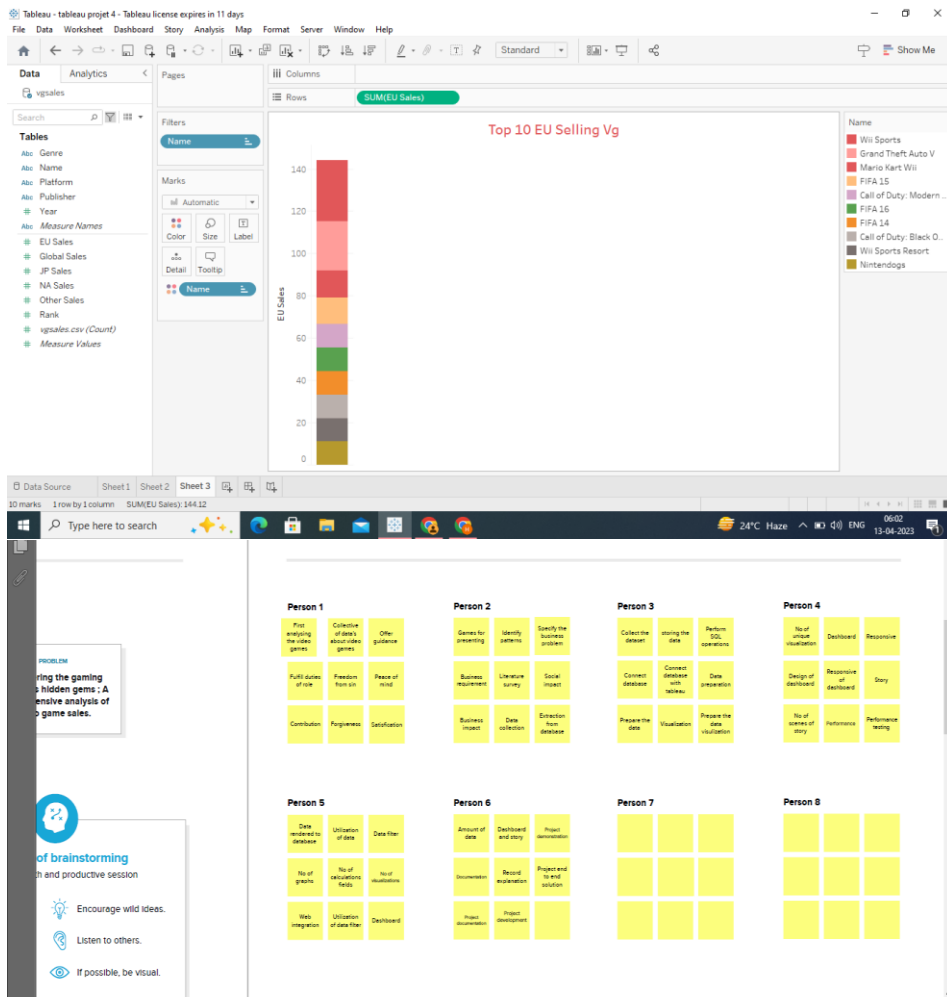 Tableau - tableau projet 4 - Tableau license expires in 11 days
File Data Worksheet Dashboard Story Analysis Map Format Server Window Help
Standard
Show Me
Data Analytics
vgsales
Search
Tables
Abc Genre
Abc Name
Abc Platform
Abc Publisher
# Year
Abc Measure Names
# EU Sales
# Global Sales
# JP Sales
# NA Sales
# Other Sales
# Rank
# vgsales.csv (Count)
# Measure Values
Pages
Filters
Name
Marks
Automatic
Color Size Label
Detail Tooltip
Name
Columns
Rows SUM(EU Sales)
Top 10 EU Selling Vg
EU Sales
140
120
100
80
60
40
20
0
Name
Wii Sports
Grand Theft Auto V
Mario Kart Wii
FIFA 15
Call of Duty: Modern ..
FIFA 16
FIFA 14
Call of Duty: Black O..
Wii Sports Resort
Nintendogs
Data Source Sheet 1 Sheet 2 Sheet 3
10 marks 1 row by 1 column SUM(EU Sales): 144.12
Type here to search
24°C Haze
ENG
06:02
13-04-2023
1
PROBLEM
ring the gaming
s hidden gems ; A
ensive analysis of
o game sales.
of brainstorming
th and productive session
Encourage wild ideas.
Listen to others.
If possible, be visual.
Person 1
First
analysing
the video
games
Collective
of data's
about video
games
Offer
guidance
Fulfil duties
of role
Freedom
from sin
Peace of
mind
Contribution
Forgiveness
Satisfication
Person 2
Games for
presenting
Identify
patterns
Specify the
business
problem
Business
requirement
Literature
survey
Social
impact
Business
impact
Data
collection
Extraction
from
database
Person 3
Collect the
dataset
storing the
data
Perform
SQL
operations
Connect
database
Connect
database
with
tableau
Data
preparation
Prepare the
data
Visualization
Prepare the
data
visulization
Person 4
No of
unique
visualization
Dashboard
Responsive
Design of
dashboard
Responsive
of
dashboard
Story
No of
scenes of
story
Performance
Performance
testing
Person 5
Data
rendered to
database
Utilization
of data
Data filter
No of
graphs
No of
calculations
fields
No of
visualizations
Web
integration
Utilization
of data filter
Dashboard
Person 6
Amount of
data
Dashboard
and story
Project
demonstration
Documentation
Record
explanation
Project end
to end
solution
Project
documentation
Project
development
Person 7
Person 8